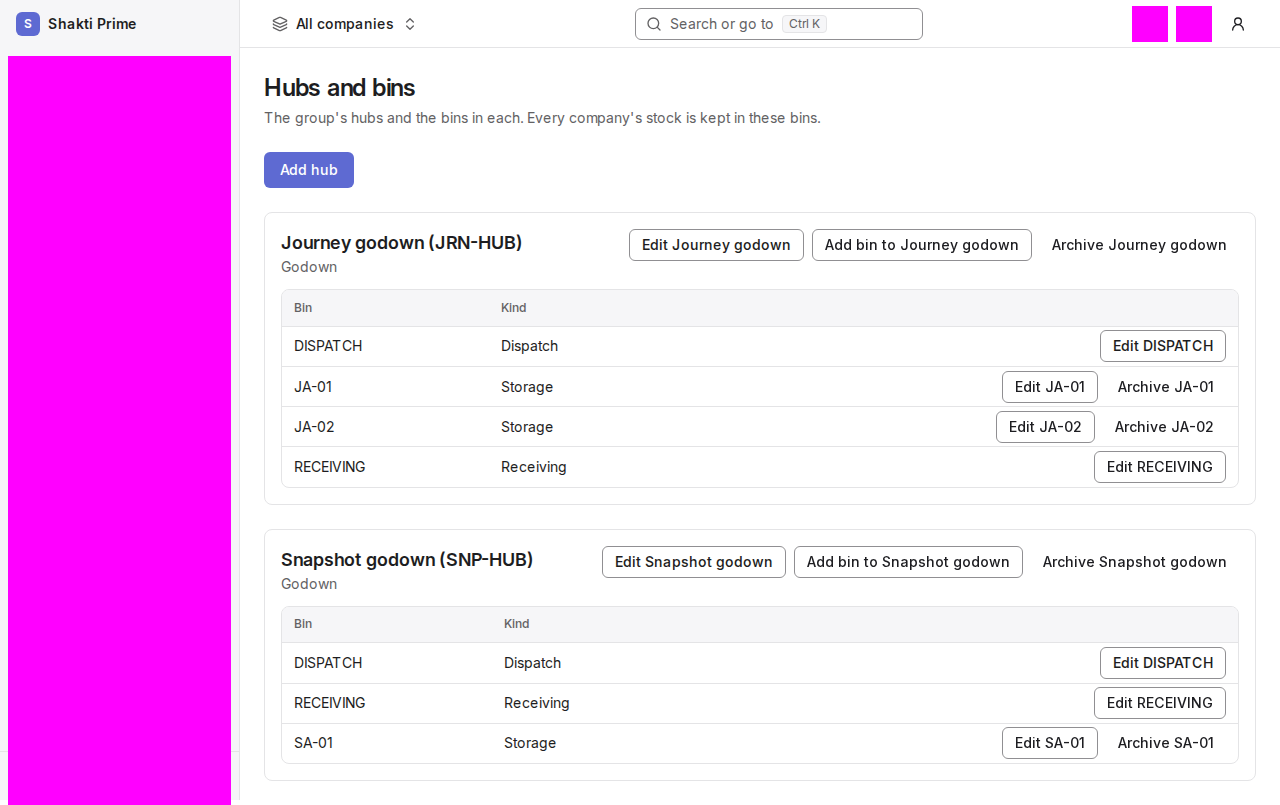 S Shakti Prime
All companies
Search or go to Ctrl K
Hubs and bins
The group's hubs and the bins in each. Every company's stock is kept in these bins.
Add hub
Journey godown (JRN-HUB)
Godown
Edit Journey godown Add bin to Journey godown Archive Journey godown
Bin Kind
DISPATCH Dispatch Edit DISPATCH
JA-01 Storage Edit JA-01 Archive JA-01
JA-02 Storage Edit JA-02 Archive JA-02
RECEIVING Receiving Edit RECEIVING
Snapshot godown (SNP-HUB)
Godown
Edit Snapshot godown Add bin to Snapshot godown Archive Snapshot godown
Bin Kind
DISPATCH Dispatch Edit DISPATCH
RECEIVING Receiving Edit RECEIVING
SA-01 Storage Edit SA-01 Archive SA-01